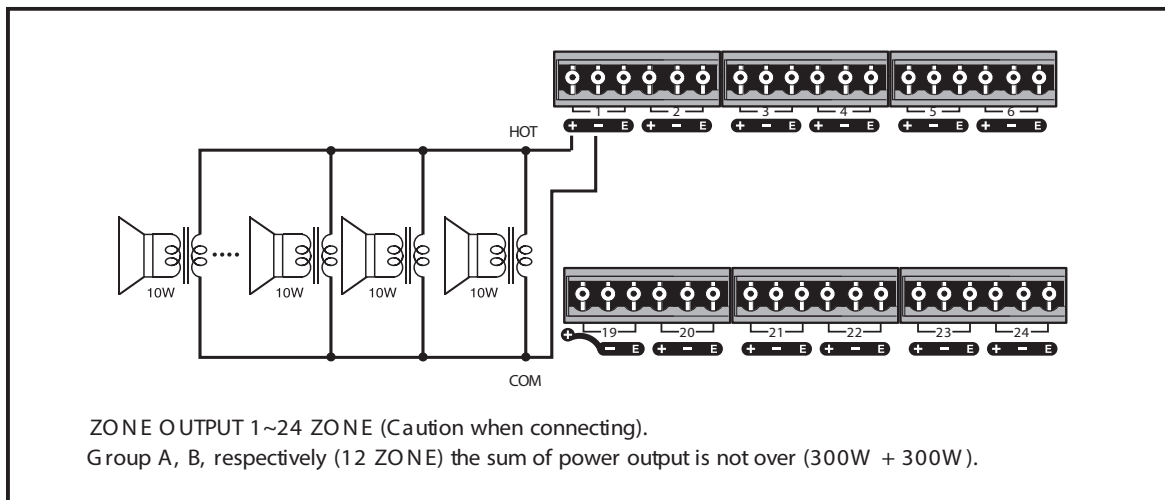 1 2 3 4 5 6
+ - E + - E + - E + - E + - E + - E
HOT
10W 10W 10W 10W
19 20 21 22 23 24
+ - E + - E + - E + - E + - E + - E
COM
ZONE OUTPUT 1~24 ZONE (Caution when connecting).
Group A, B, respectively (12 ZONE) the sum of power output is not over (300W + 300W).